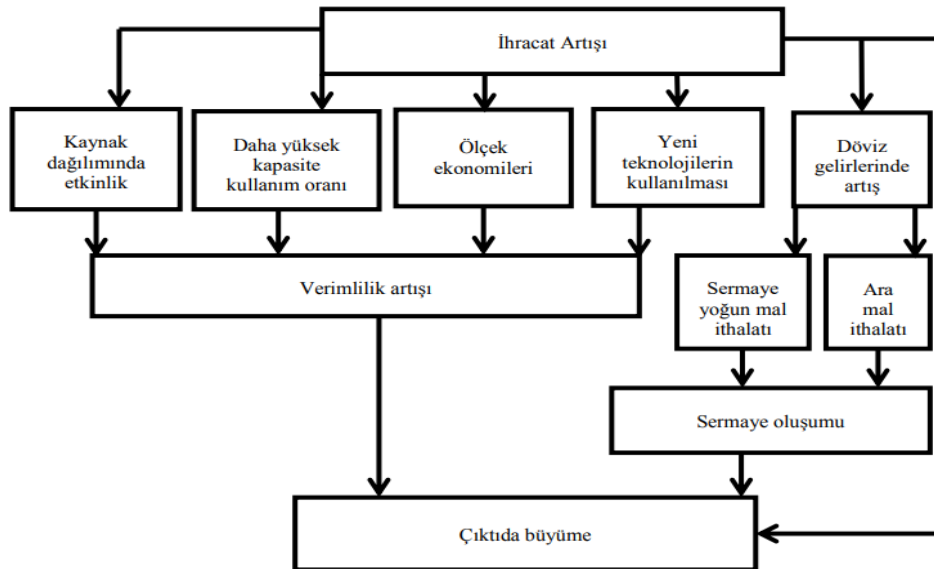 İhracat Artışı
Kaynak
dağılımında
etkinlik
Daha yüksek
kapasite
kullanım oranı
Ölçek
ekonomileri
Yeni
teknolojilerin
kullanılması
Döviz
gelirlerinde
artış
Verimlilik artışı
Sermaye
yoğun mal
ithalatı
Ara
mal
ithalatı
Sermaye oluşumu
Çıktıda büyüme